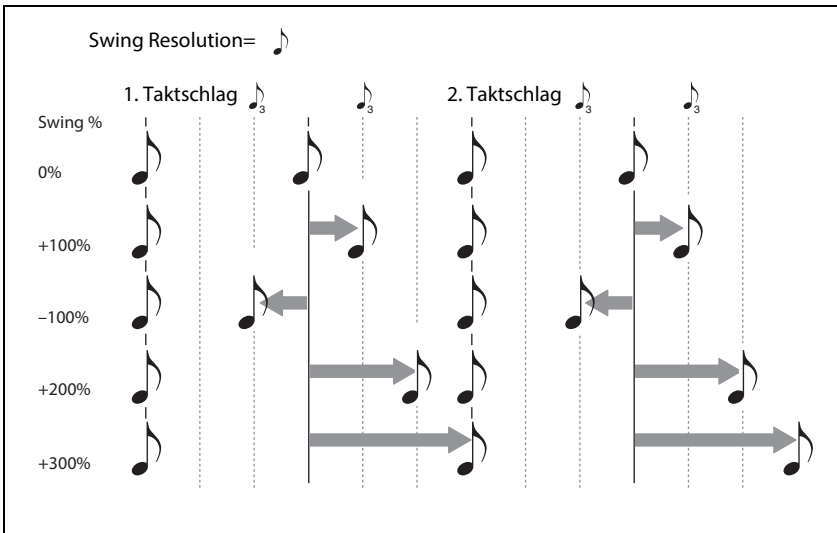 Swing Resolution=
1. Taktschlag 3 3 2. Taktschlag 3 3
Swing %
0%
+100%
–100%
+200%
+300%